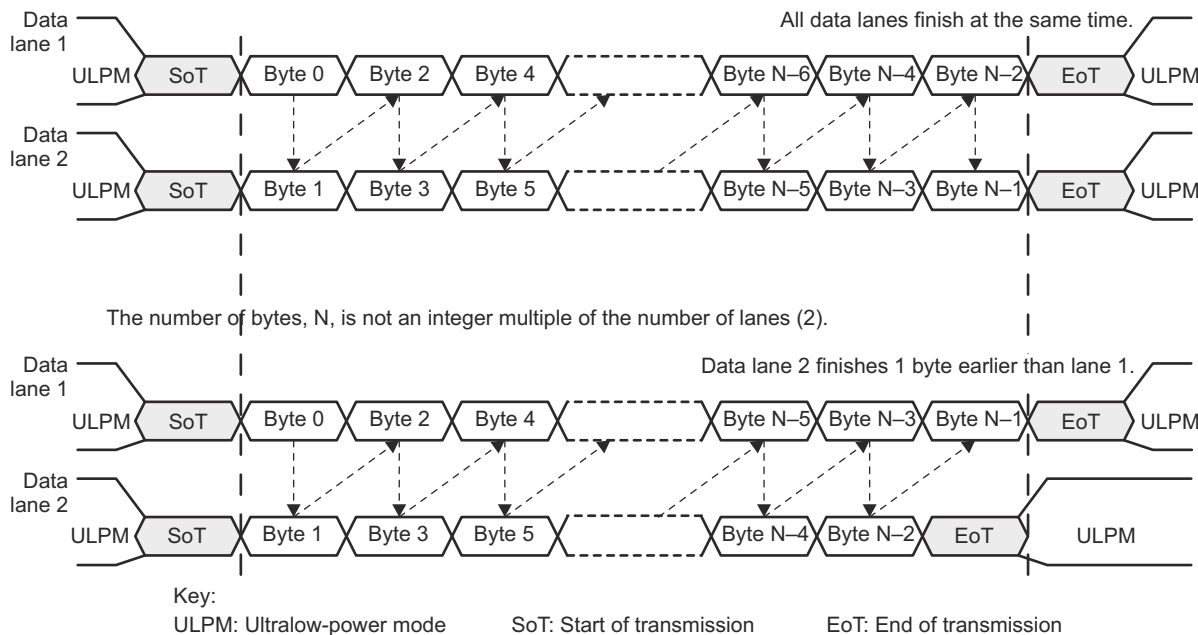 Data
lane 1
All data lanes finish at the same time.
ULPM SoT Byte 0 Byte 2 Byte 4 Byte N–6 Byte N–4 Byte N–2 EoT ULPM
Data
lane 2
ULPM SoT Byte 1 Byte 3 Byte 5 Byte N–5 Byte N–3 Byte N–1 EoT ULPM
The number of bytes, N, is not an integer multiple of the number of lanes (2).
Data
lane 1
Data lane 2 finishes 1 byte earlier than lane 1.
ULPM SoT Byte 0 Byte 2 Byte 4 Byte N–5 Byte N–3 Byte N–1 EoT ULPM
Data
lane 2
ULPM SoT Byte 1 Byte 3 Byte 5 Byte N–4 Byte N–2 EoT ULPM
Key:
ULPM: Ultralow-power mode SoT: Start of transmission EoT: End of transmission